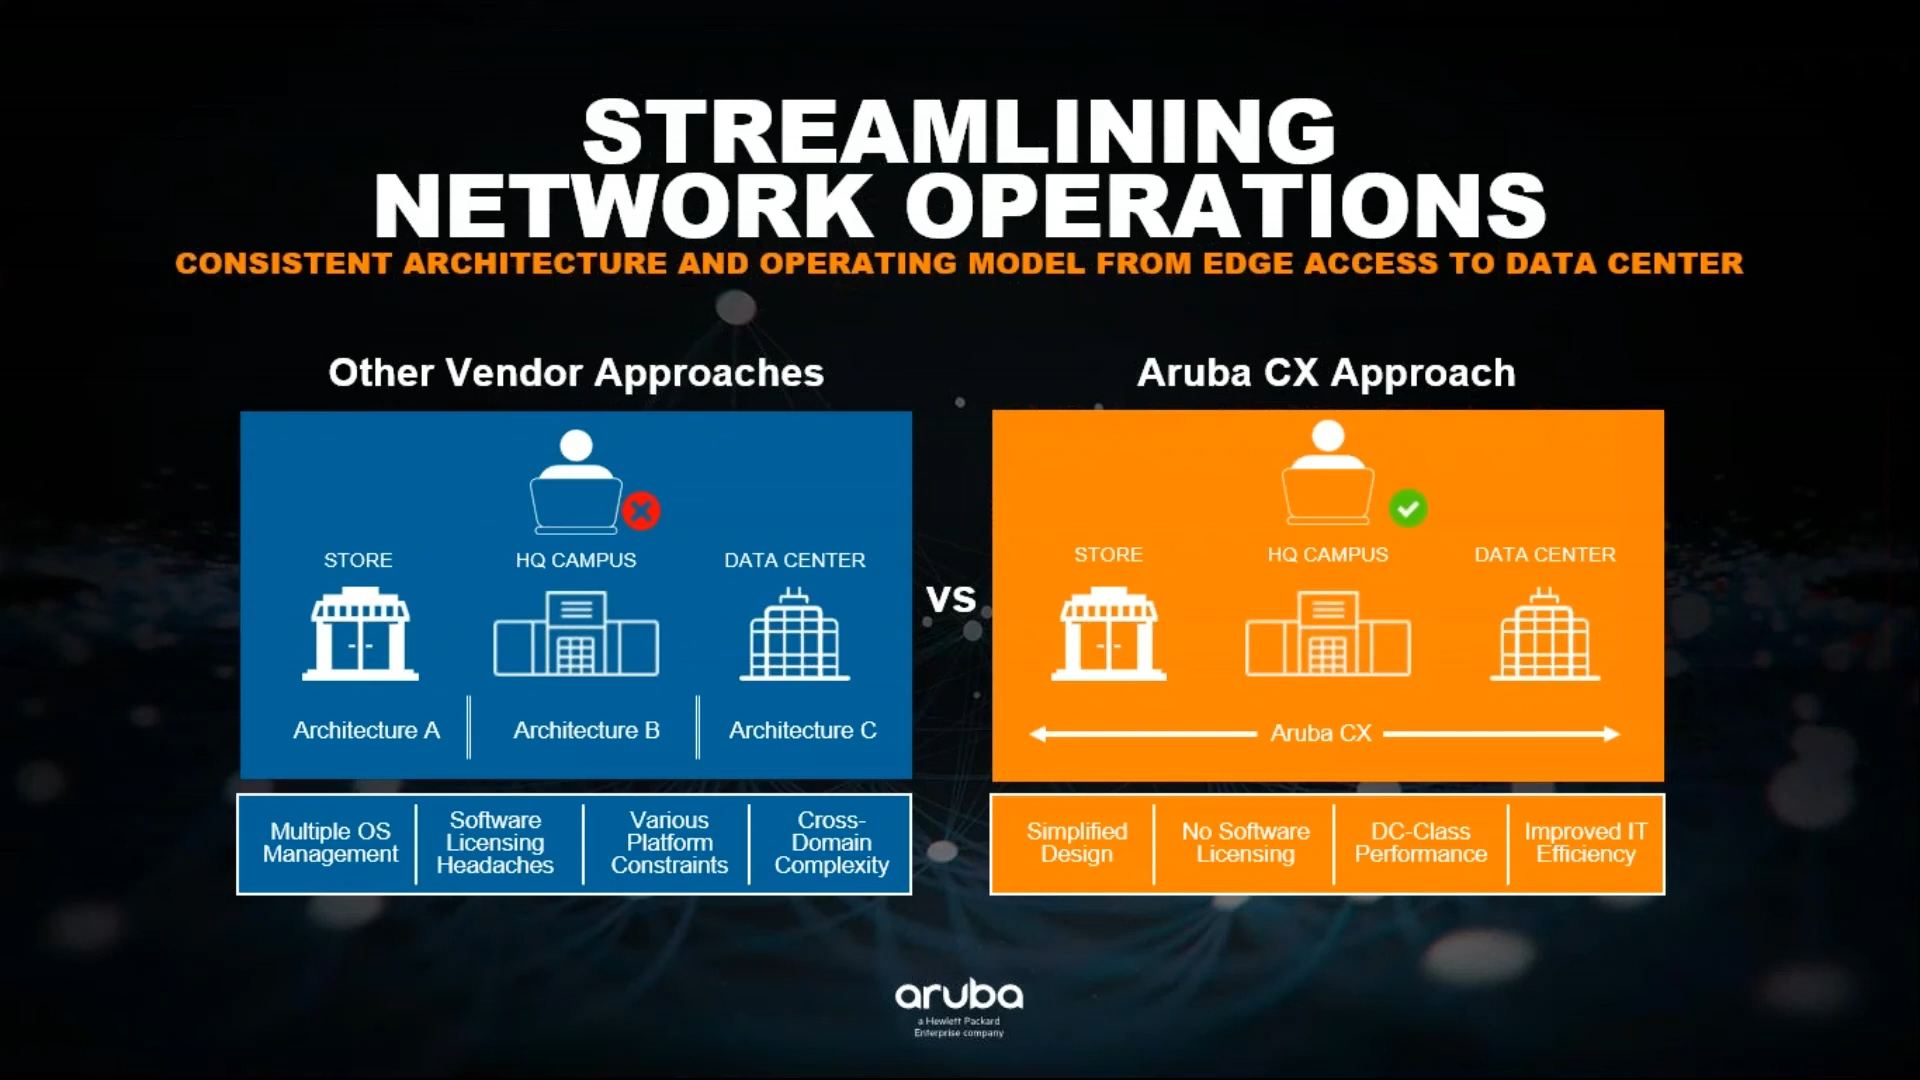 STREAMLINING
NETWORK OPERATIONS
CONSISTENT ARCHITECTURE AND OPERATING MODEL FROM EDGE ACCESS TO DATA CENTER
Other Vendor Approaches
STORE
HQ CAMPUS
DATA CENTER
Architecture A
Architecture B
Architecture C
Multiple OS
Management
Software
Licensing
Headaches
Various
Platform
Constraints
Cross-
Domain
Complexity
VS
Aruba CX Approach
STORE
HQ CAMPUS
DATA CENTER
Aruba CX
Simplified
Design
No Software
Licensing
DC-Class
Performance
Improved IT
Efficiency
aruba
a Hewlett Packard
Enterprise company